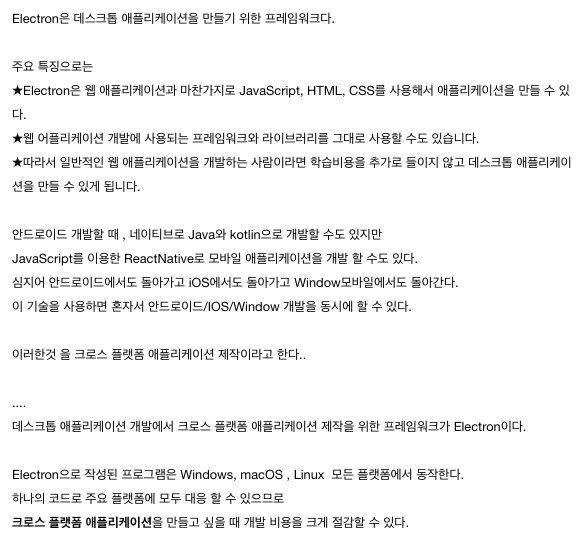 Electron은 데스크톱 애플리케이션을 만들기 위한 프레임워크다.
주요 특징으로는
★Electron은 웹 애플리케이션과 마찬가지로 JavaScript, HTML, CSS를 사용해서 애플리케이션을 만들 수 있
다.
★웹 어플리케이션 개발에 사용되는 프레임워크와 라이브러리를 그대로 사용할 수도 있습니다.
★따라서 일반적인 웹 애플리케이션을 개발하는 사람이라면 학습비용을 추가로 들이지 않고 데스크톱 애플리케이
션을 만들 수 있게 됩니다.
안드로이드 개발할 때 , 네이티브로 Java와 kotlin으로 개발할 수도 있지만
JavaScript를 이용한 ReactNative로 모바일 애플리케이션을 개발 할 수도 있다.
심지어 안드로이드에서도 돌아가고 iOS에서도 돌아가고 Window모바일에서도 돌아간다.
이 기술을 사용하면 혼자서 안드로이드/IOS/Window 개발을 동시에 할 수 있다.
이러한것 을 크로스 플랫폼 애플리케이션 제작이라고 한다..
....
데스크톱 애플리케이션 개발에서 크로스 플랫폼 애플리케이션 제작을 위한 프레임워크가 Electron이다.
Electron으로 작성된 프로그램은 Windows, macOS , Linux 모든 플랫폼에서 동작한다.
하나의 코드로 주요 플랫폼에 모두 대응 할 수 있으므로
크로스 플랫폼 애플리케이션을 만들고 싶을 때 개발 비용을 크게 절감할 수 있다.